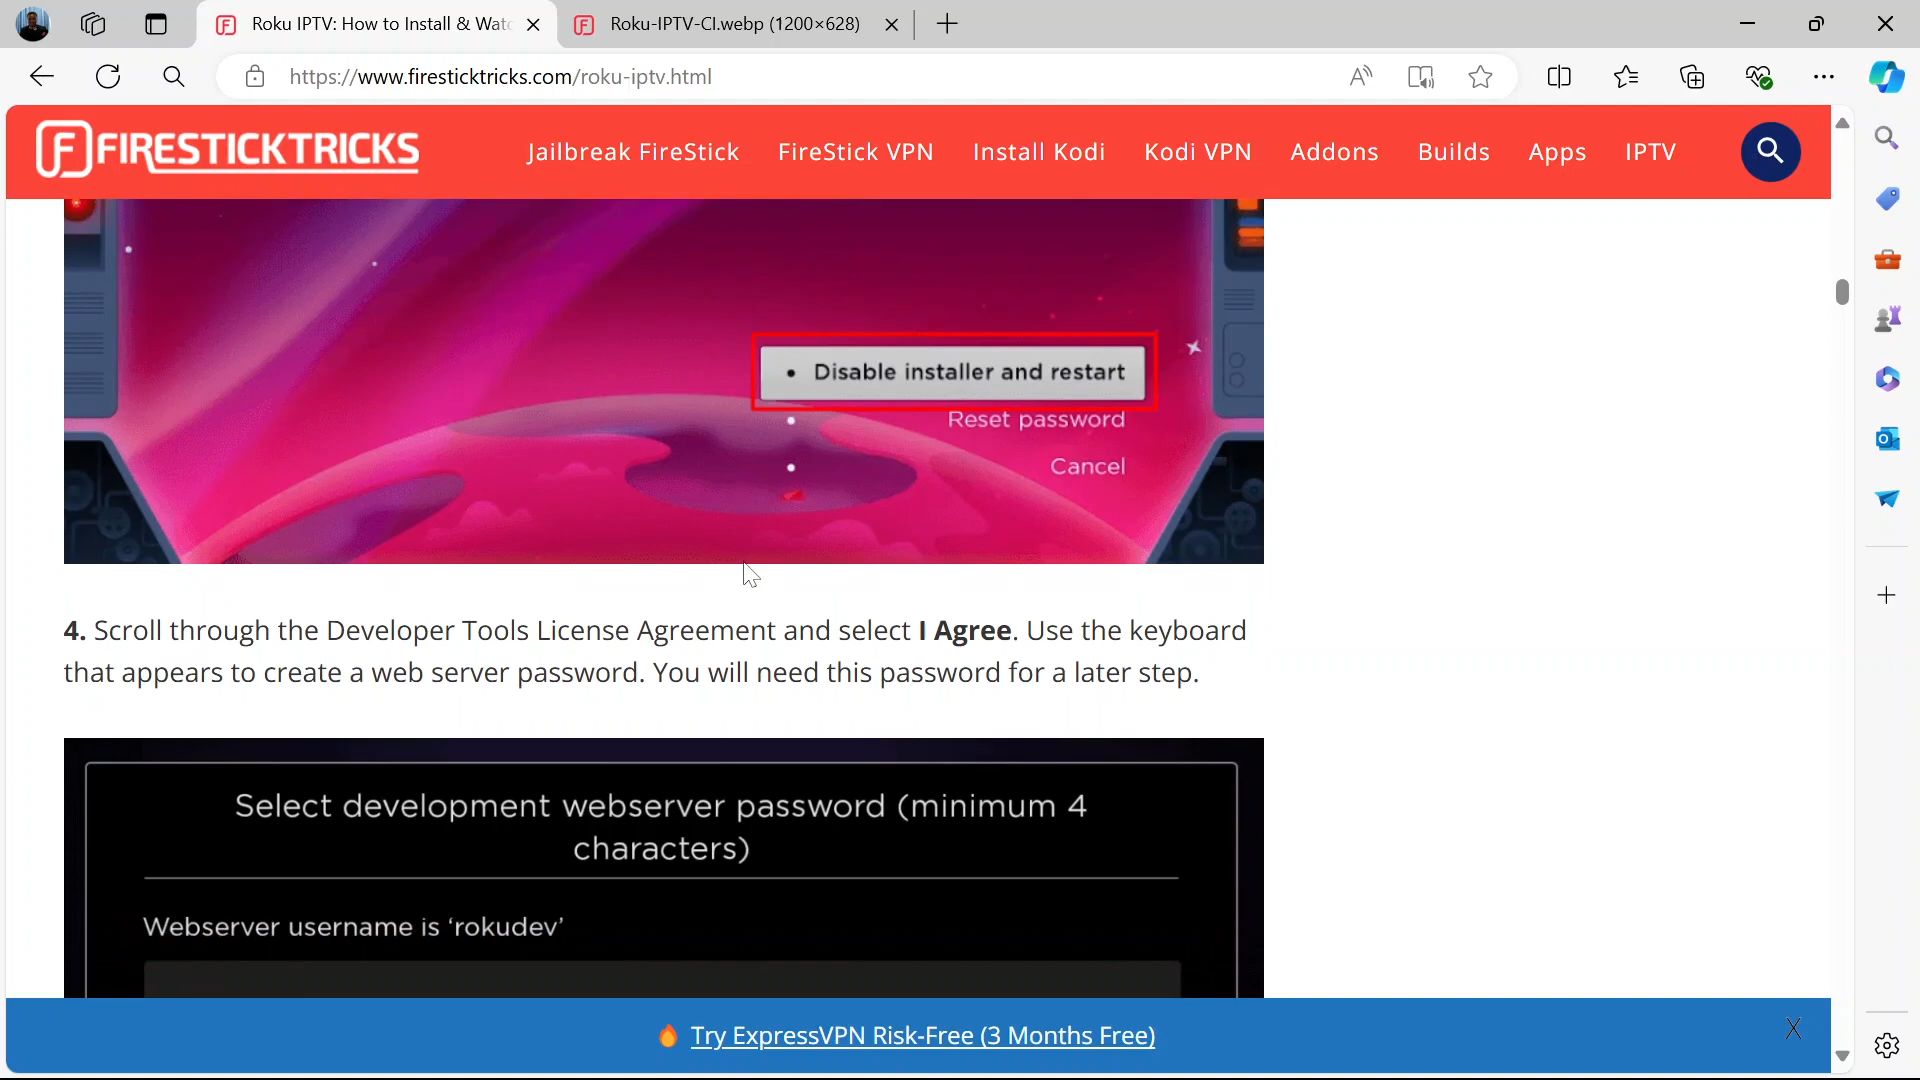 Roku IPTV: How to Install & Wat
Roku-IPTV-CI.webp (1200×628)
https://www.firesticktricks.com/roku-iptv.html
FIRESTICKTRICKS
Jailbreak FireStick
FireStick VPN
Install Kodi
Kodi VPN
Addons
Builds
Apps
IPTV
• Disable installer and restart
Reset password
Cancel
4. Scroll through the Developer Tools License Agreement and select I Agree. Use the keyboard
that appears to create a web server password. You will need this password for a later step.
Select development webserver password (minimum 4
characters)
Webserver username is ‘rokudev’
🔥 Try ExpressVPN Risk-Free (3 Months Free)
X